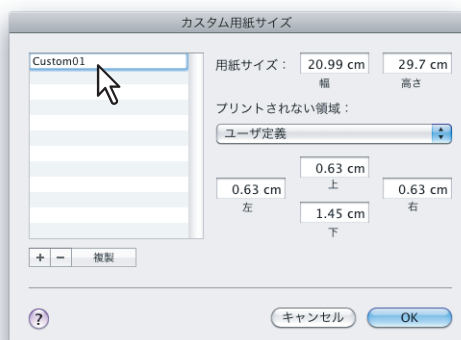 カスタム用紙サイズ
Custom01
用紙サイズ： 20.99 cm 29.7 cm
幅 高さ
プリントされない領域：
ユーザ定義
0.63 cm
上
0.63 cm 0.63 cm
左 右
1.45 cm
下
+ − 複製
? キャンセル OK